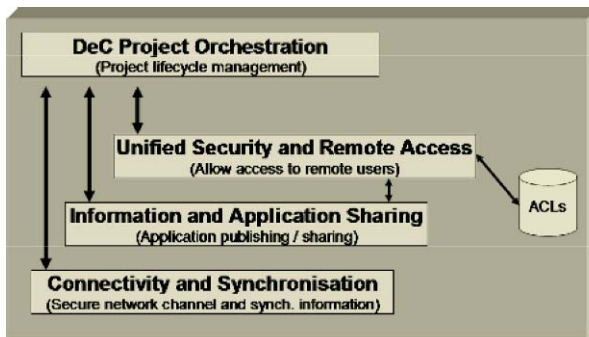 DeC Project Orchestration
(Project lifecycle management)
Unified Security and Remote Access
(Allow access to remote users)
ACLs
Information and Application Sharing
(Application publishing / sharing)
Connectivity and Synchronisation
(Secure network channel and synch. information)